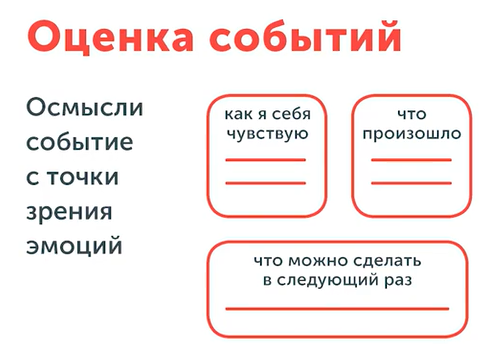 Оценка событий
Осмысли
событие
с точки
зрения
эмоций
как я себя
чувствую
что
произошло
что можно сделать
в следующий раз